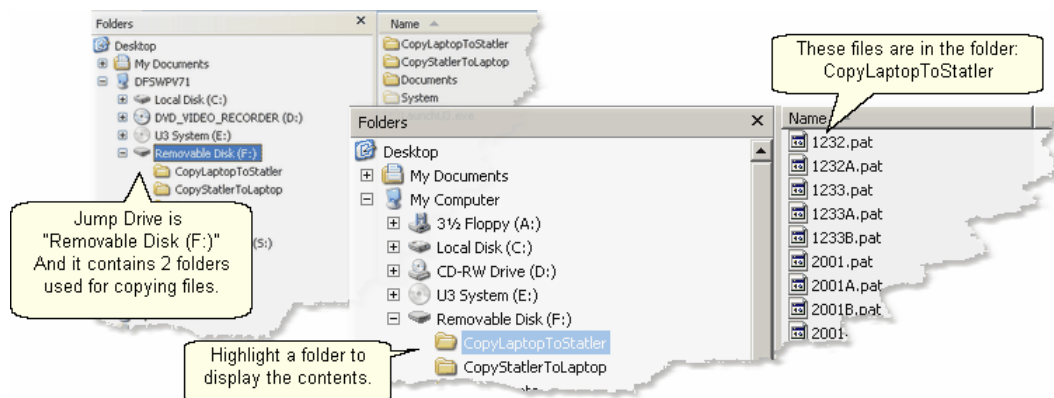 Folders
Desktop
My Documents
DFSWPV71
Local Disk (C:)
DVD_VIDEO_RECORDER (D:)
U3 System (E:)
Removable Disk (F:)
CopyLaptopToStatler
CopyStatlerToLaptop
(S:)
Name
CopyLaptopToStatler
CopyStatlerToLaptop
Documents
System
Jump Drive is
"Removable Disk (F:)"
And it contains 2 folders
used for copying files.
Folders
Desktop
My Documents
My Computer
3½ Floppy (A:)
Local Disk (C:)
CD-RW Drive (D:)
U3 System (E:)
Removable Disk (F:)
CopyLaptopToStatler
CopyStatlerToLaptop
Highlight a folder to
display the contents.
These files are in the folder:
CopyLaptopToStatler
Name
1232.pat
1232A.pat
1233.pat
1233A.pat
1233B.pat
2001.pat
2001A.pat
2001B.pat
2001